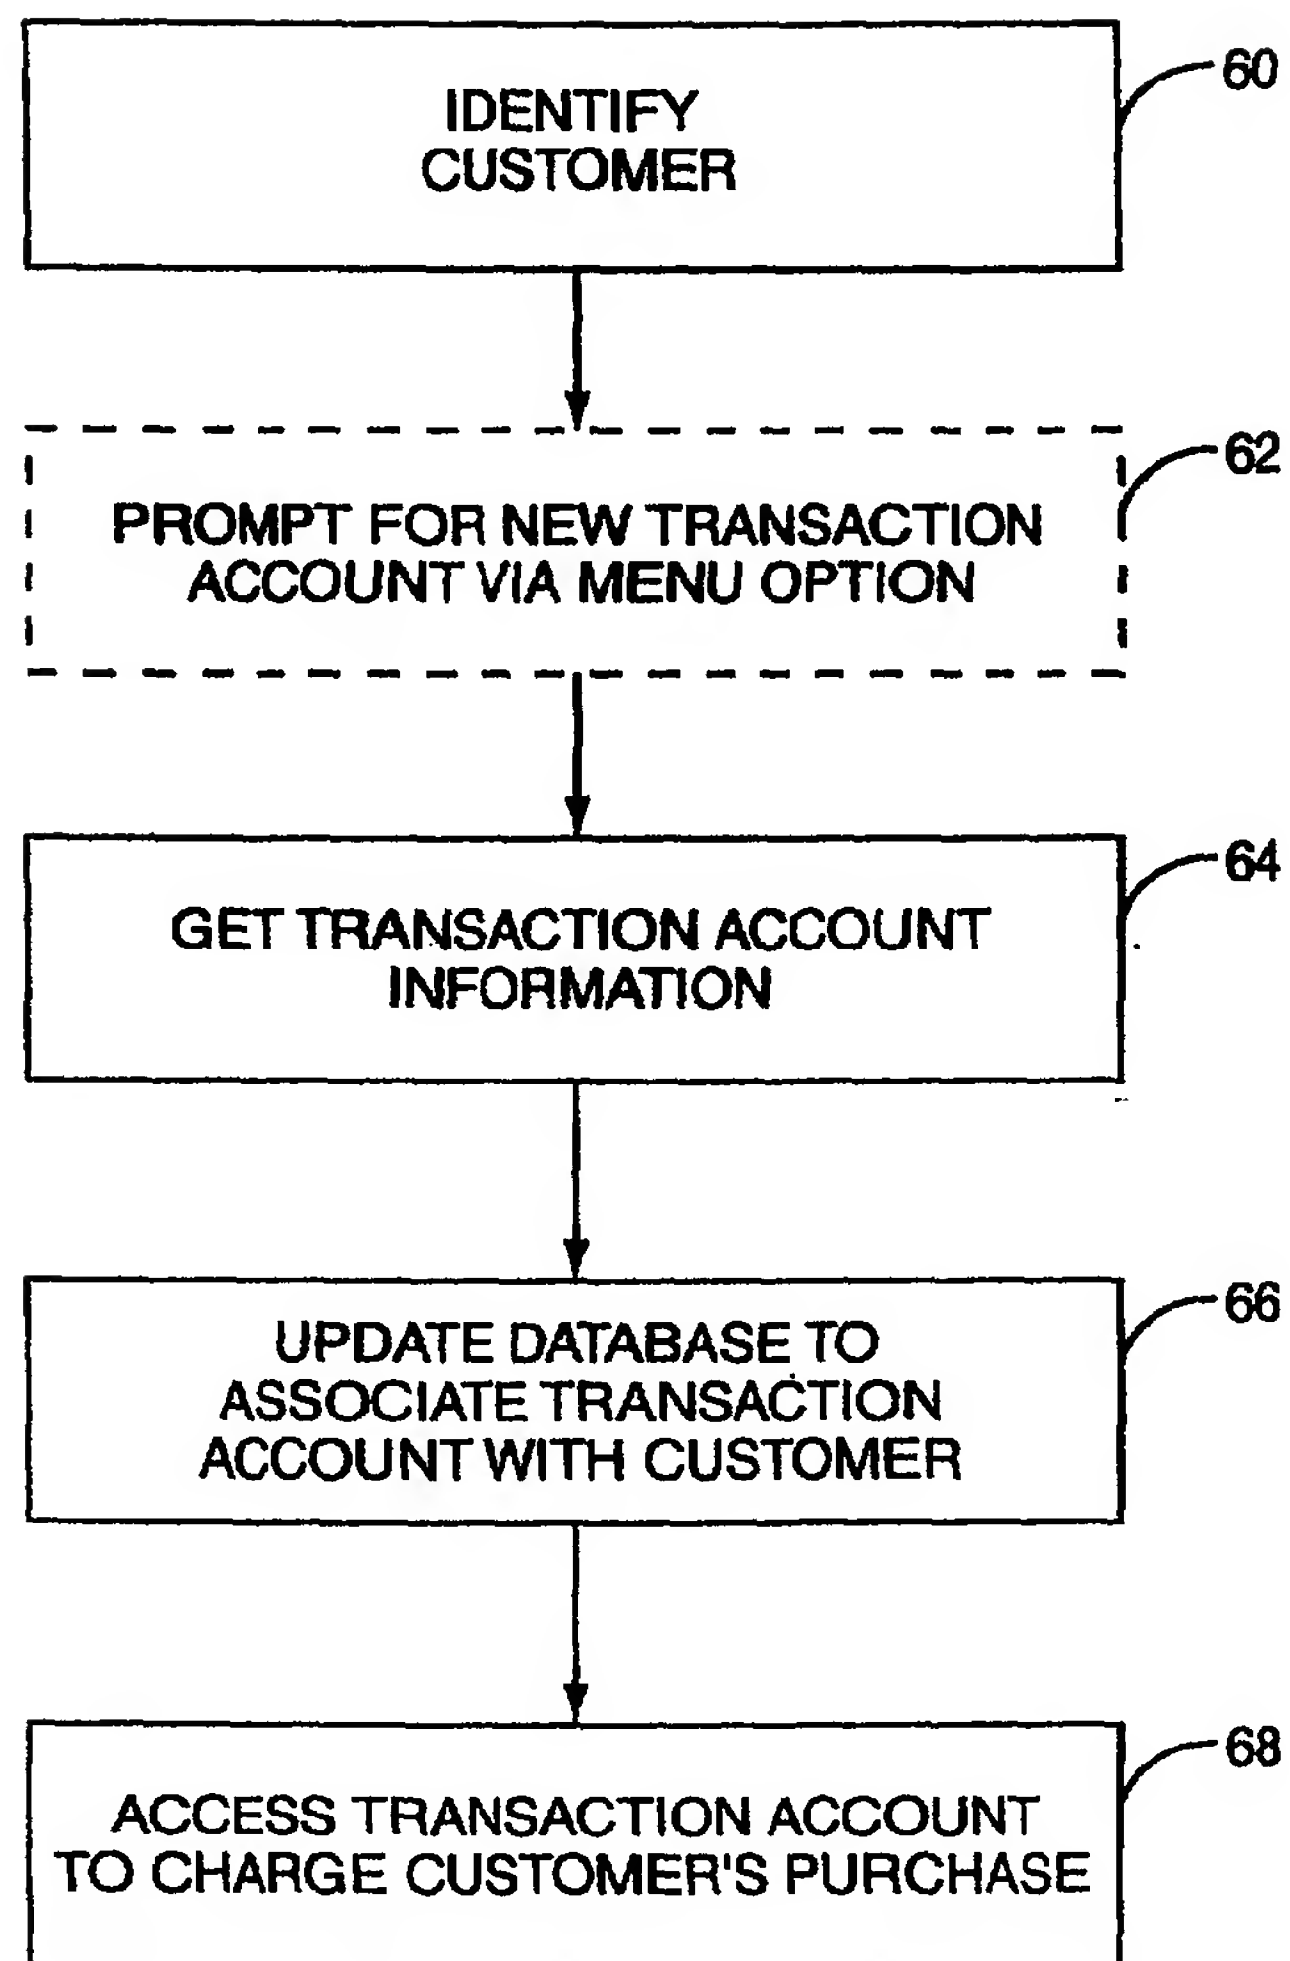 IDENTIFY
CUSTOMER
60
PROMPT FOR NEW TRANSACTION
ACCOUNT VIA MENU OPTION
62
GET TRANSACTION ACCOUNT
INFORMATION
64
UPDATE DATABASE TO
ASSOCIATE TRANSACTION
ACCOUNT WITH CUSTOMER
66
ACCESS TRANSACTION ACCOUNT
TO CHARGE CUSTOMER'S PURCHASE
68